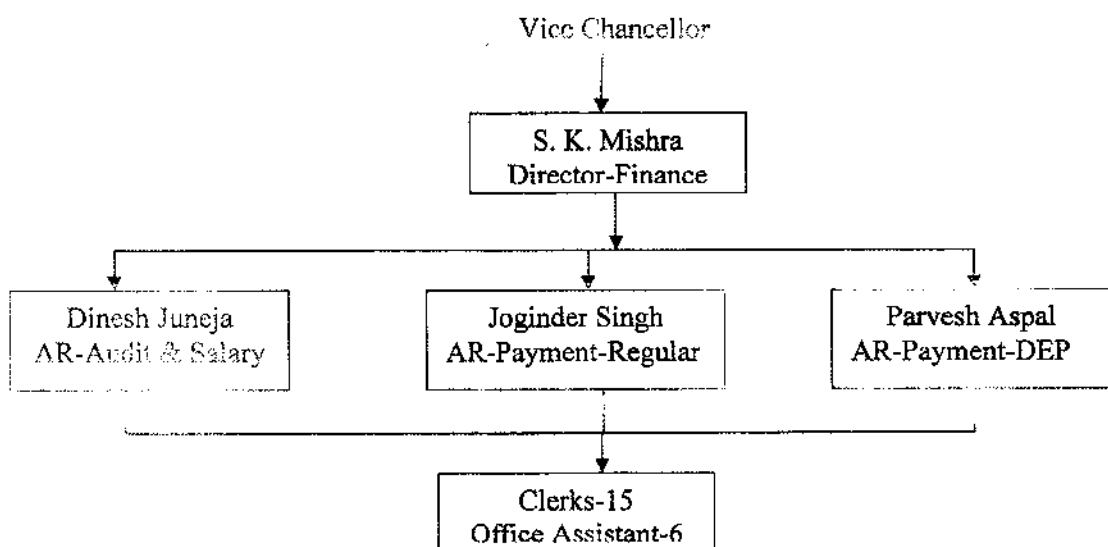 Vice Chancellor
S. K. Mishra
Director-Finance
Dinesh Juneja
AR-Audit & Salary
Joginder Singh
AR-Payment-Regular
Parvesh Aspal
AR-Payment-DEP
Clerks-15
Office Assistant-6